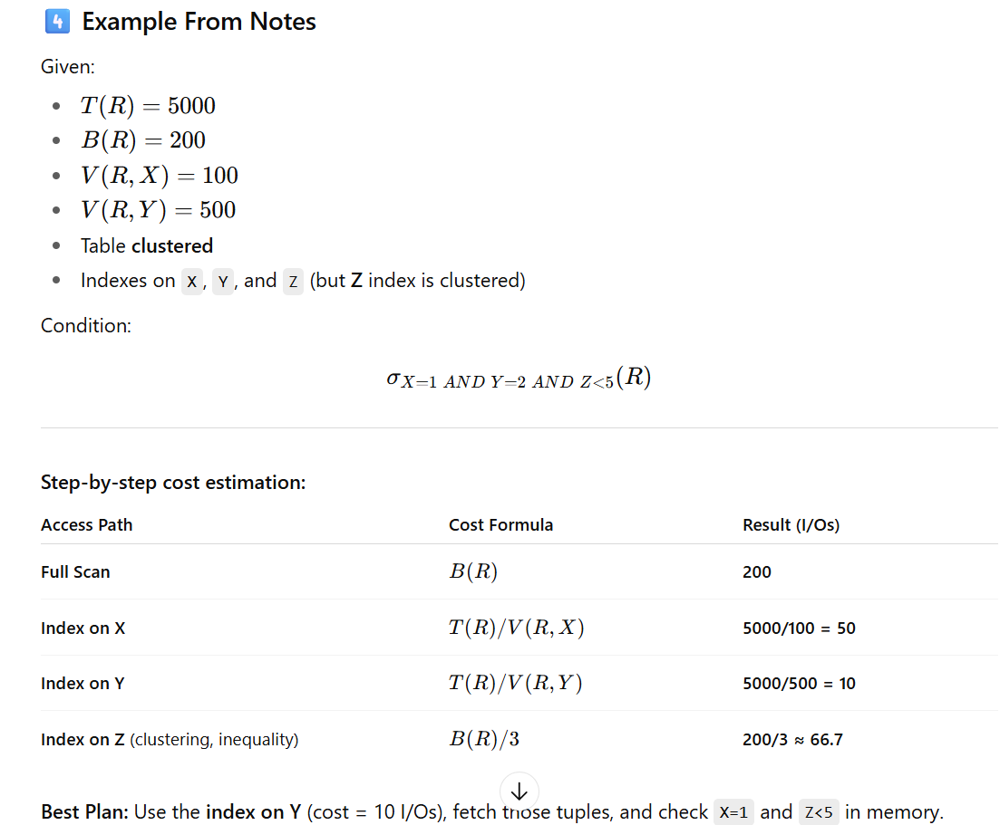 4 Example From Notes
Given:
• T(R) = 5000
• B(R) = 200
• V(R, X) = 100
• V(R, Y) = 500
• Table clustered
• Indexes on X, Y, and Z (but Z index is clustered)
Condition:
σX=1 AND Y=2 AND Z<5(R)
Step-by-step cost estimation:
Access Path Cost Formula Result (I/Os)
Full Scan B(R) 200
Index on X T(R)/V(R, X) 5000/100 = 50
Index on Y T(R)/V(R, Y) 5000/500 = 10
Index on Z (clustering, inequality) B(R)/3 200/3 ≈ 66.7
Best Plan: Use the index on Y (cost = 10 I/Os), fetch those tuples, and check X=1 and Z<5 in memory.